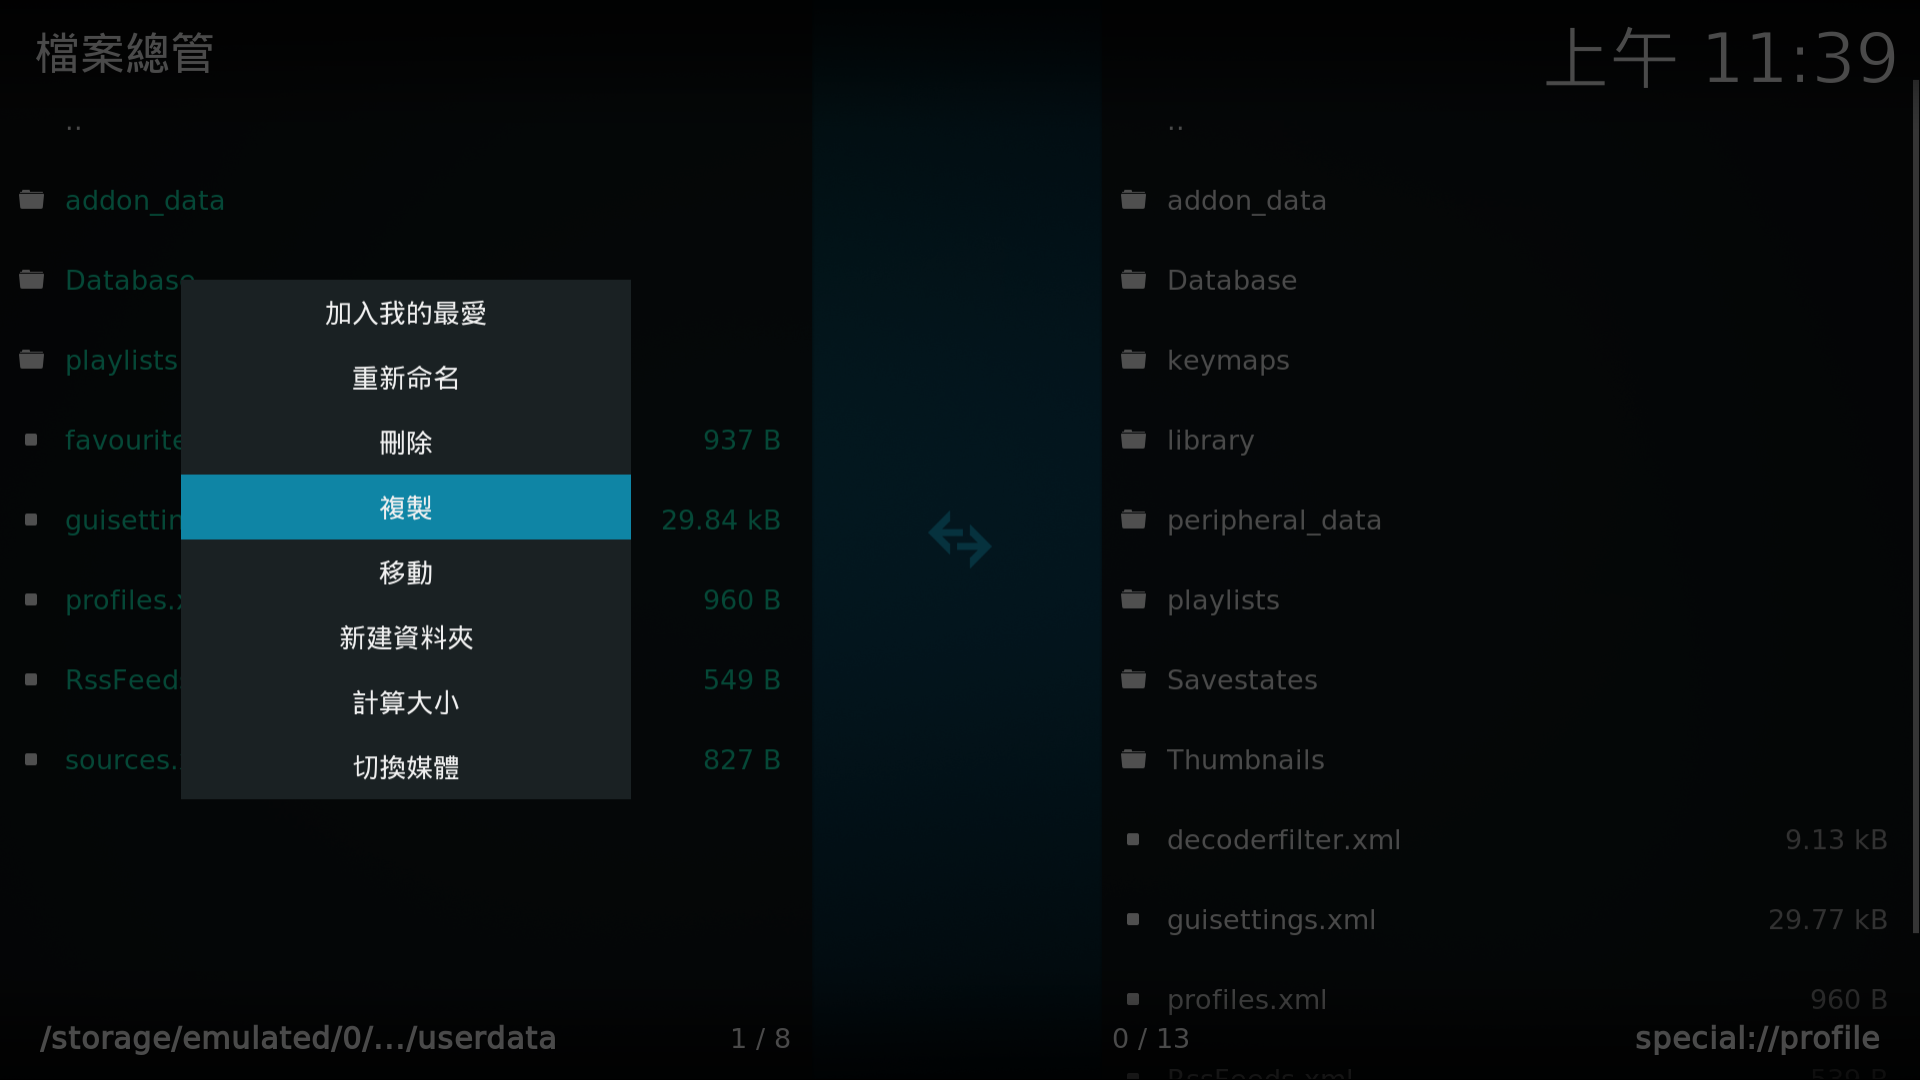 檔案總管
上午 11:39
..
addon_data
Database
playlists
favourite
937 B
guisettin
29.84 kB
profiles.x
960 B
RssFeed
549 B
sources.
827 B
加入我的最愛
重新命名
刪除
複製
移動
新建資料夾
計算大小
切換媒體
..
addon_data
Database
keymaps
library
peripheral_data
playlists
Savestates
Thumbnails
decoderfilter.xml
9.13 kB
guisettings.xml
29.77 kB
profiles.xml
960 B
RssFeeds.xml
539 B
/storage/emulated/0/.../userdata
1 / 8
0 / 13
special://profile